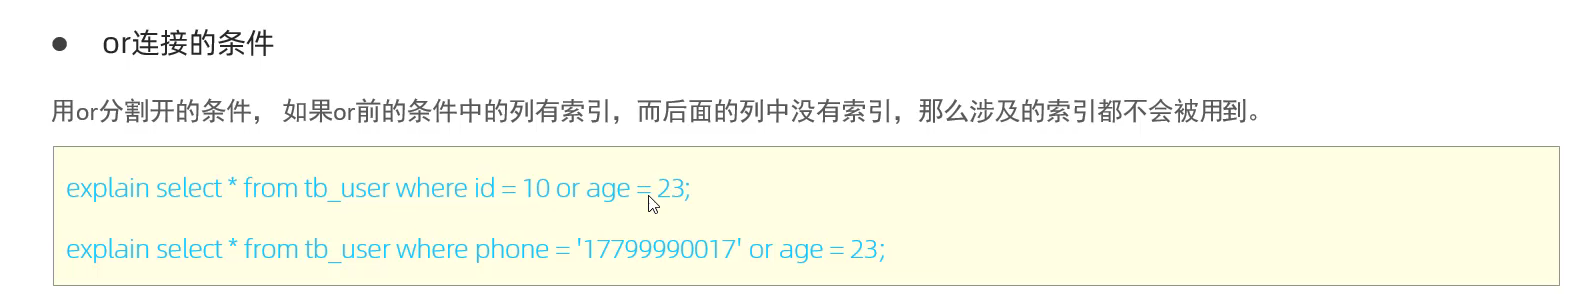 ● or连接的条件
用or分割开的条件， 如果or前的条件中的列有索引，而后面的列中没有索引，那么涉及的索引都不会被用到。
explain select * from tb_user where id = 10 or age = 23;
explain select * from tb_user where phone = '17799990017' or age = 23;